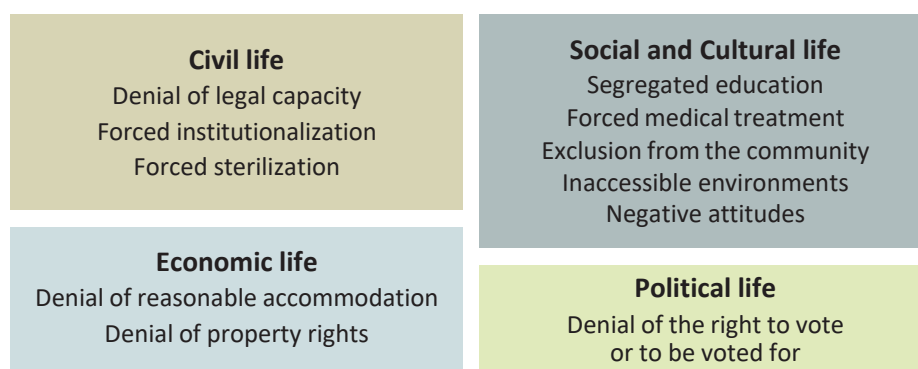 Civil life
Denial of legal capacity
Forced institutionalization
Forced sterilization
Social and Cultural life
Segregated education
Forced medical treatment
Exclusion from the community
Inaccessible environments
Negative attitudes
Economic life
Denial of reasonable accommodation
Denial of property rights
Political life
Denial of the right to vote
or to be voted for